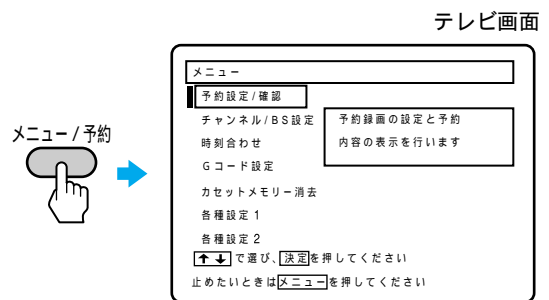 テレビ画面
メニュー / 予約
メニュー
予約設定/確認
チャンネル/BS設定
時刻合わせ
Gコード設定
カセットメモリー消去
各種設定1
各種設定2
予約録画の設定と予約
内容の表示を行います
↑↓で選び、決定を押してください
止めたいときはメニューを押してください